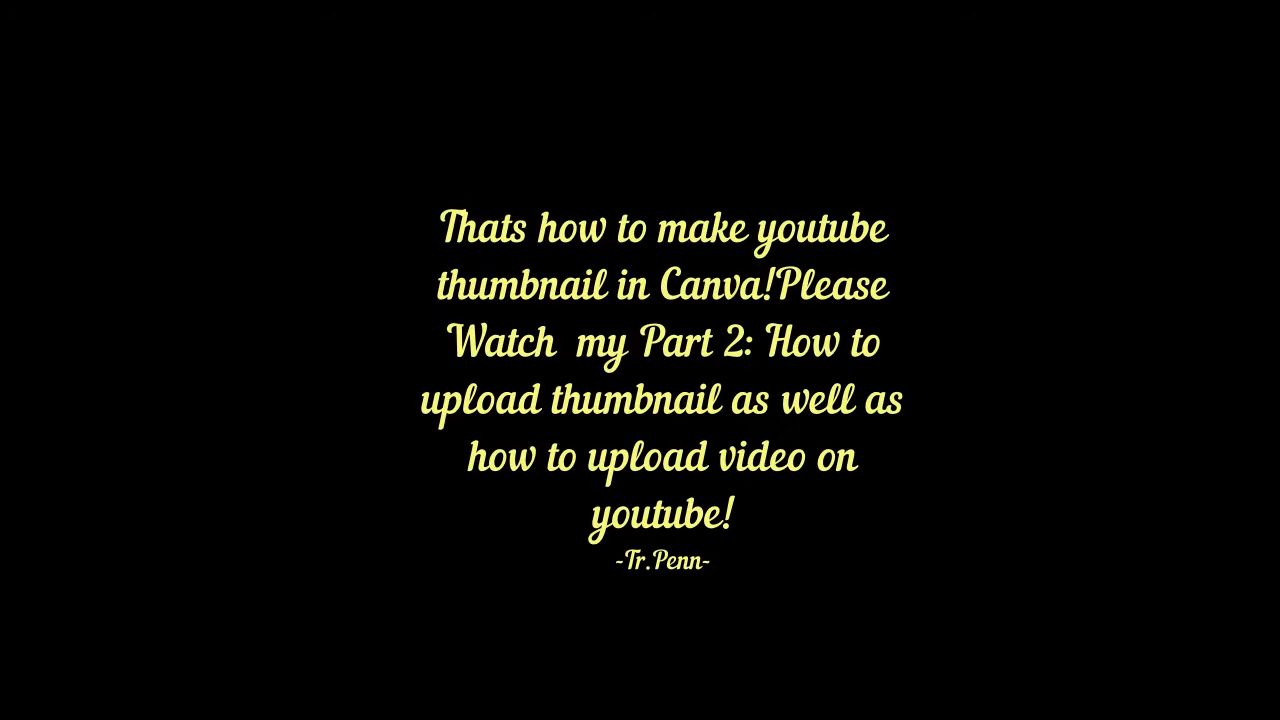 Thats how to make youtube
thumbnail in Canva!Please
Watch  my Part 2: How to
upload thumbnail as well as
how to upload video on
youtube!
-Tr.Penn-